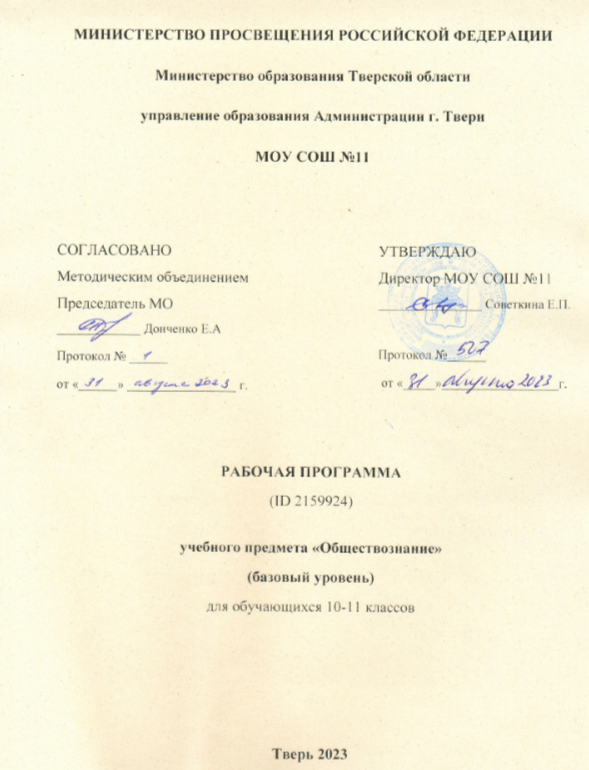 МИНИСТЕРСТВО ПРОСВЕЩЕНИЯ РОССИЙСКОЙ ФЕДЕРАЦИИ
Министерство образования Тверской области
управление образования Администрации г. Твери
МОУ СОШ №11
СОГЛАСОВАНО
Методическим объединением
Председатель МО
Донченко Е.А
Протокол № 1
от «31» августа 2023 г.
УТВЕРЖДАЮ
Директор МОУ СОШ №11
Советкина Е.П.
Протокол № 527
от «31» августа 2023 г.
РАБОЧАЯ ПРОГРАММА
(ID 2159924)
учебного предмета «Обществознание»
(базовый уровень)
для обучающихся 10-11 классов
Тверь 2023